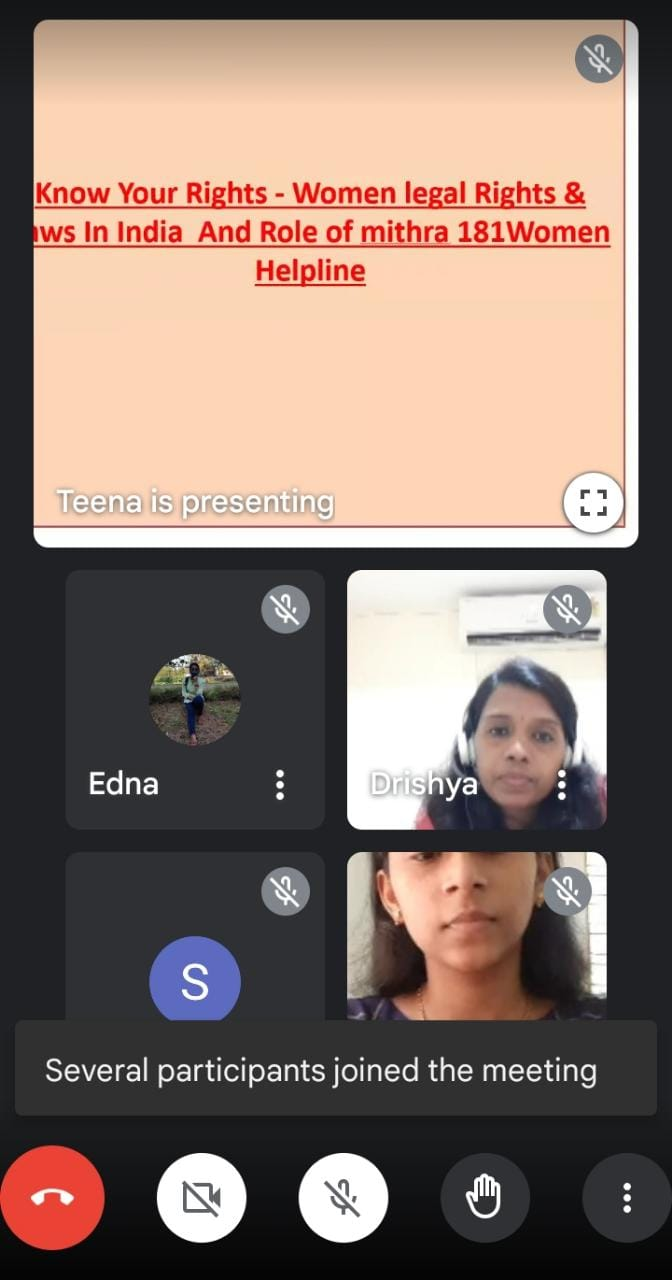 Know Your Rights - Women legal Rights &
In India And Role of mithra 181Women
Helpline
Teena is presenting
Edna
Drishya
S
Several participants joined the meeting